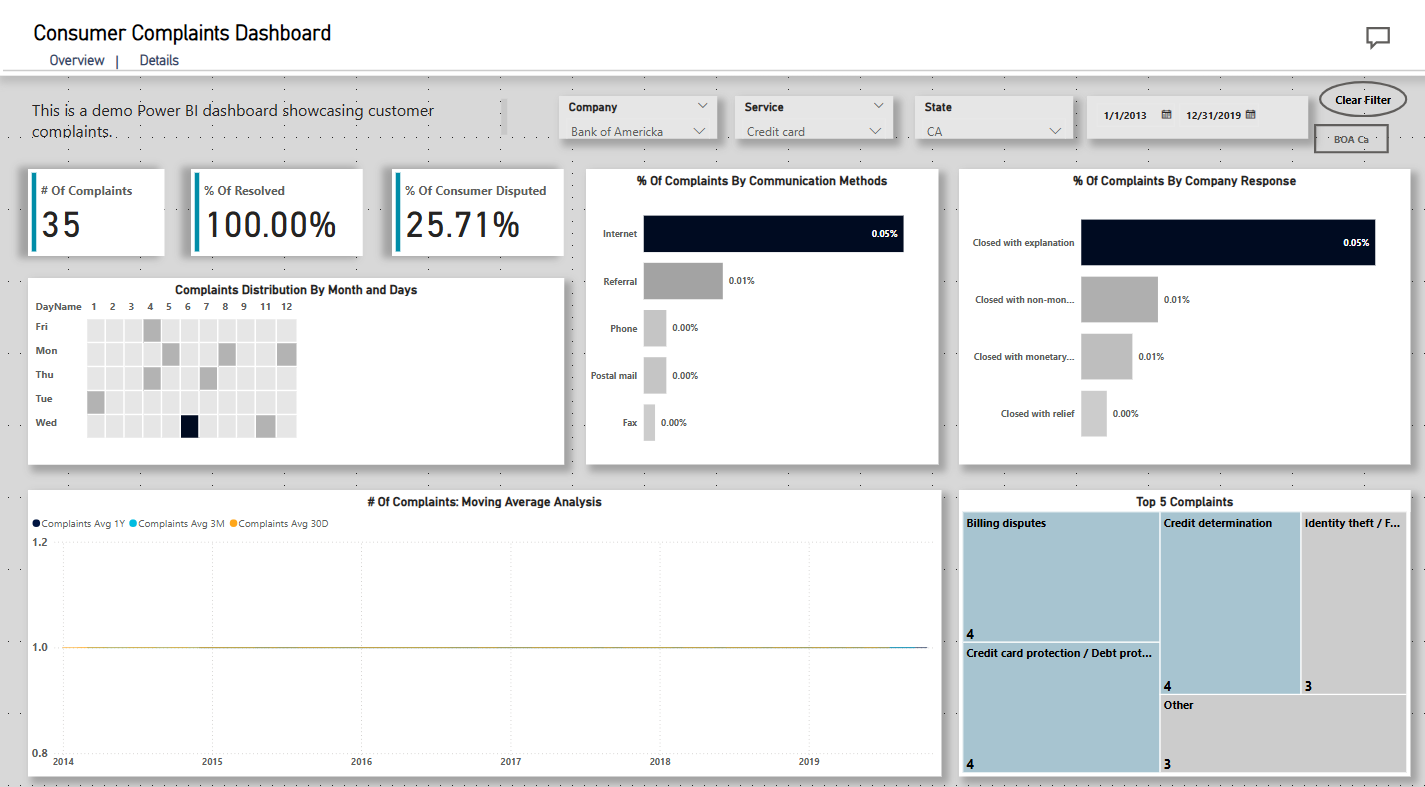 Consumer Complaints Dashboard
Overview | Details
This is a demo Power BI dashboard showcasing customer
complaints.
Company
Bank of Americka
Service
Credit card
State
CA
1/1/2013 12/31/2019
Clear Filter
BOA Ca
# Of Complaints
35
% Of Resolved
100.00%
% Of Consumer Disputed
25.71%
% Of Complaints By Communication Methods
Internet 0.05%
Referral 0.01%
Phone 0.00%
Postal mail 0.00%
Fax 0.00%
% Of Complaints By Company Response
Closed with explanation 0.05%
Closed with non-mon... 0.01%
Closed with monetary... 0.01%
Closed with relief 0.00%
Complaints Distribution By Month and Days
DayName 1 2 3 4 5 6 7 8 9 11 12
Fri
Mon
Thu
Tue
Wed
# Of Complaints: Moving Average Analysis
Complaints Avg 1Y Complaints Avg 3M Complaints Avg 30D
1.2
1.0
0.8
2014 2015 2016 2017 2018 2019
Top 5 Complaints
Billing disputes
4
Credit card protection / Debt prot...
4
Credit determination
4
Identity theft / F...
3
Other
3